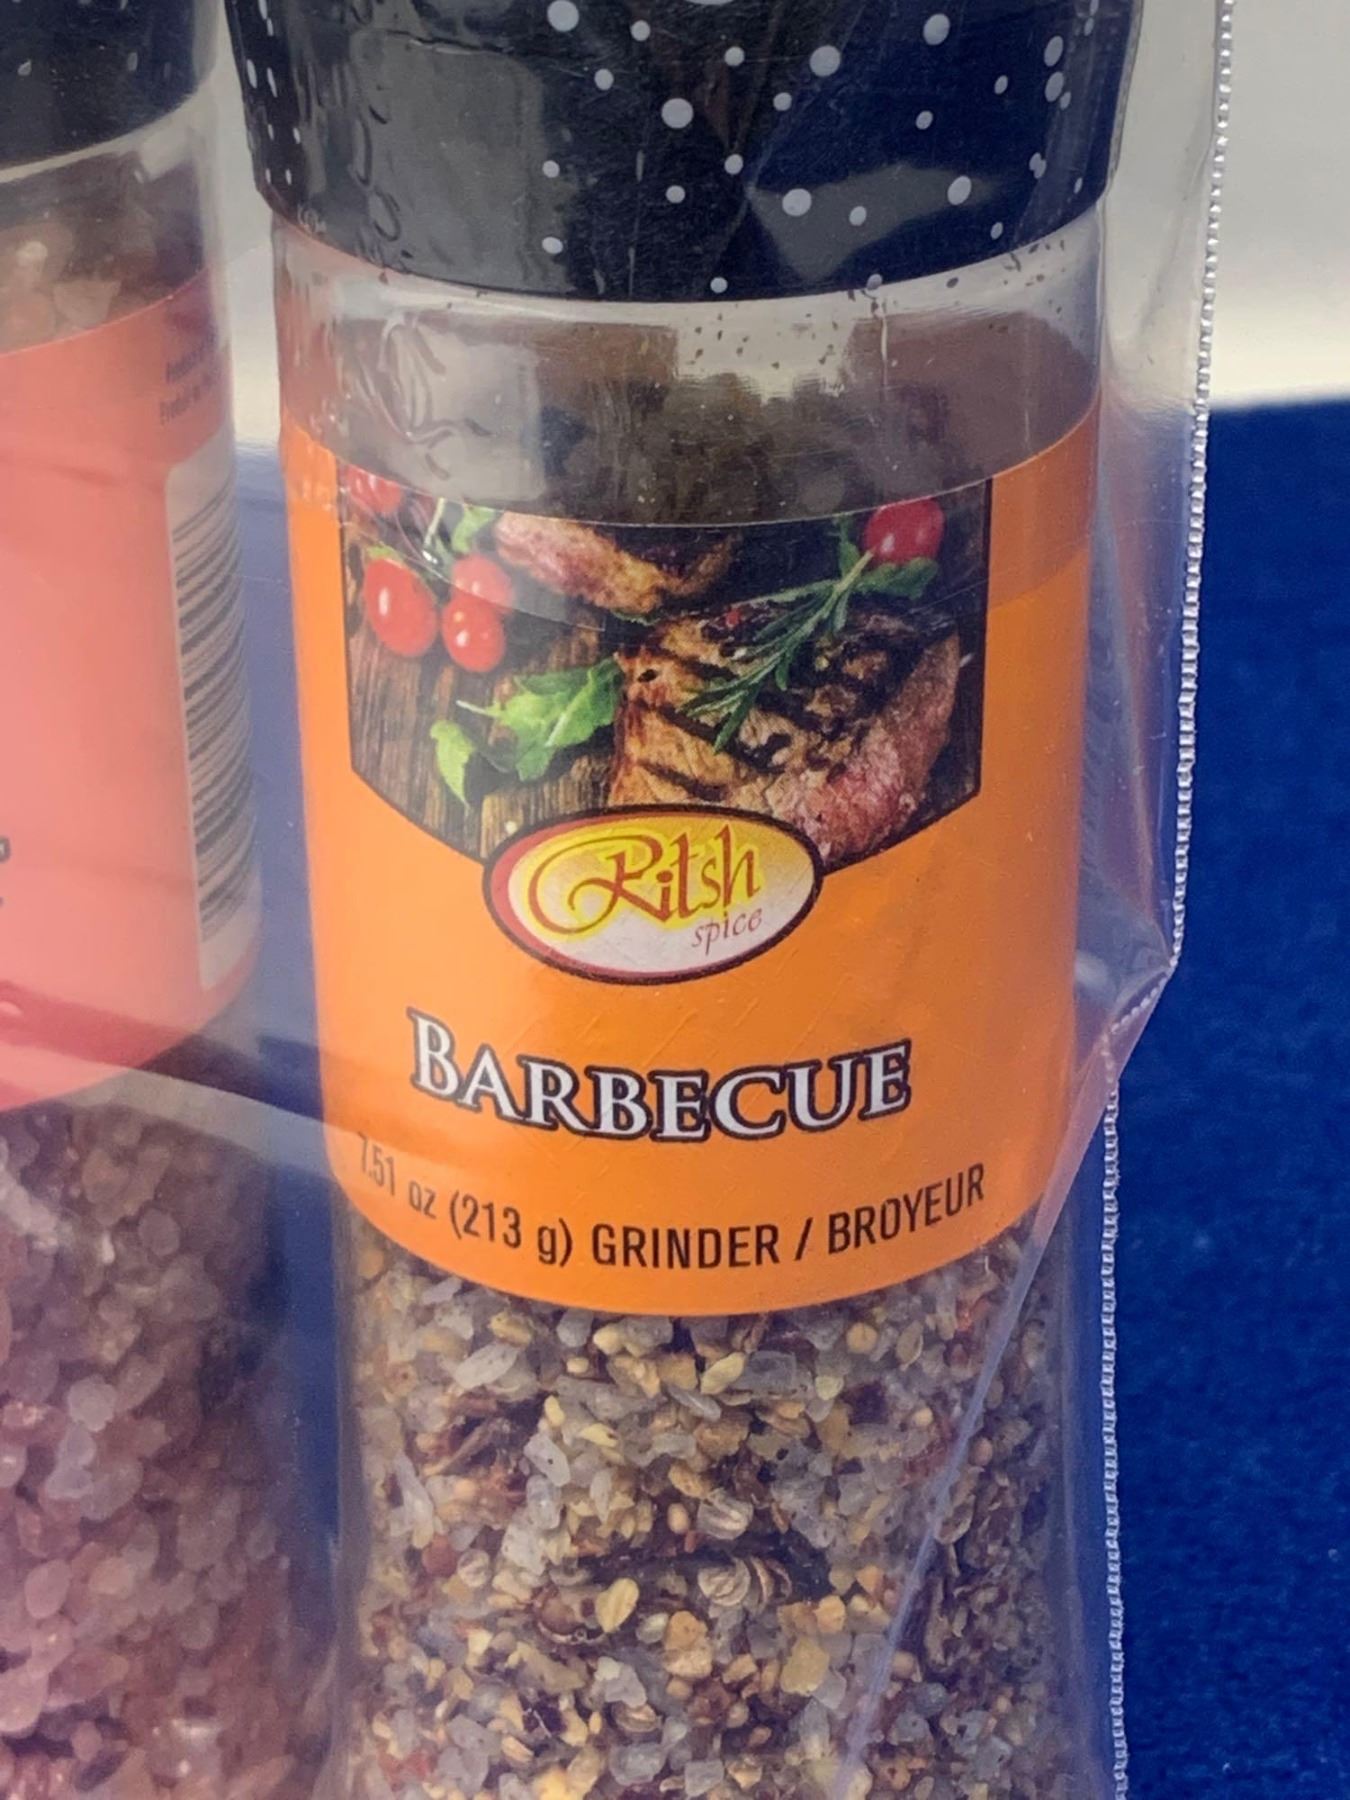 Ritsh
spice
BARBECUE
7.51 oz (213 g) GRINDER / BROYEUR